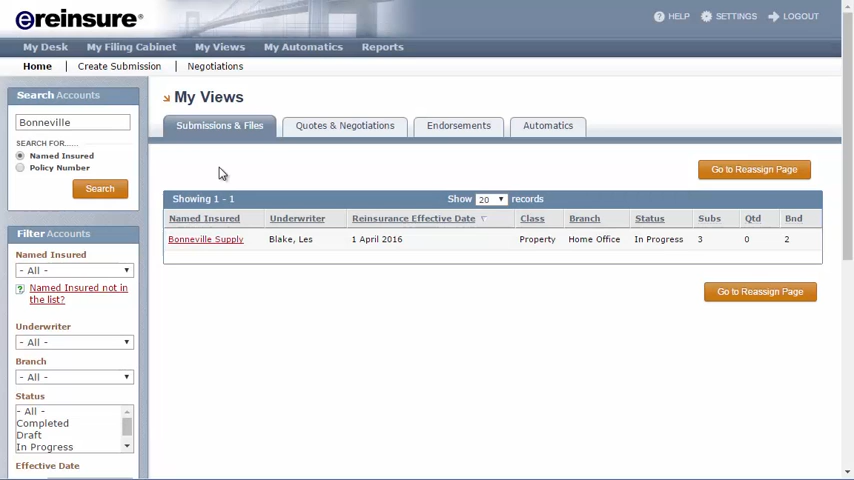 ereinsure®
HELP SETTINGS LOGOUT
My Desk My Filing Cabinet My Views My Automatics Reports
Home Create Submission Negotiations
Search Accounts
Bonneville
SEARCH FOR......
Named Insured
Policy Number
Search
Filter Accounts
Named Insured
- All -
? Named Insured not in
the list?
Underwriter
- All -
Branch
- All -
Status
- All -
Completed
Draft
In Progress
Effective Date
My Views
Submissions & Files Quotes & Negotiations Endorsements Automatics
Go to Reassign Page
Showing 1 - 1 Show 20 records
Named Insured Underwriter Reinsurance Effective Date Class Branch Status Subs Qtd Bnd
Bonneville Supply Blake, Les 1 April 2016 Property Home Office In Progress 3 0 2
Go to Reassign Page